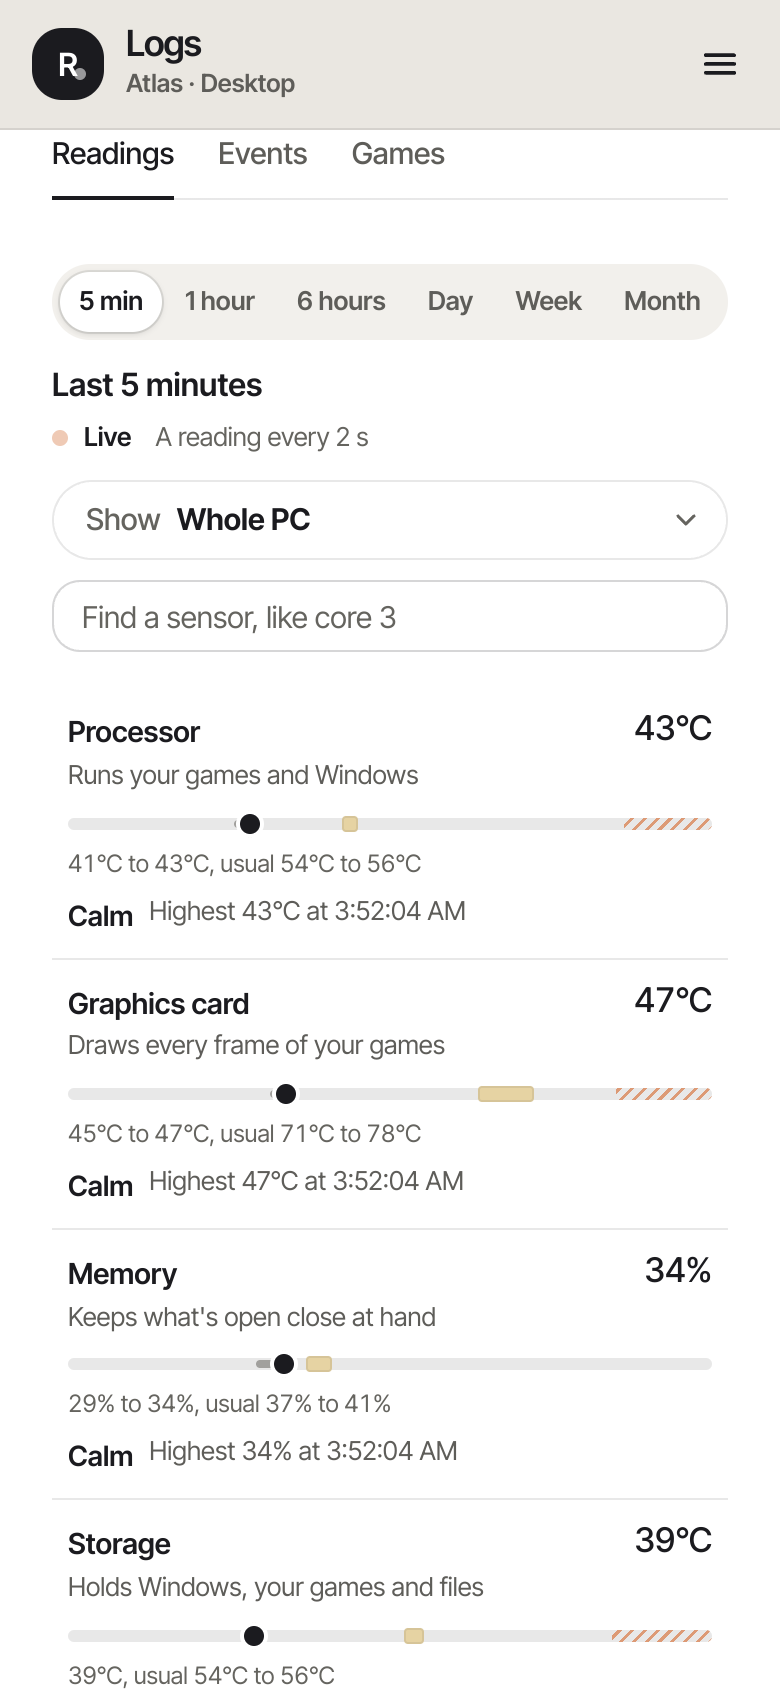 R
Logs
Atlas · Desktop
Readings Events Games
5 min 1 hour 6 hours Day Week Month
Last 5 minutes
Live A reading every 2 s
Show Whole PC
Find a sensor, like core 3
Processor 43°C
Runs your games and Windows
41°C to 43°C, usual 54°C to 56°C
Calm Highest 43°C at 3:52:04 AM
Graphics card 47°C
Draws every frame of your games
45°C to 47°C, usual 71°C to 78°C
Calm Highest 47°C at 3:52:04 AM
Memory 34%
Keeps what's open close at hand
29% to 34%, usual 37% to 41%
Calm Highest 34% at 3:52:04 AM
Storage 39°C
Holds Windows, your games and files
39°C, usual 54°C to 56°C